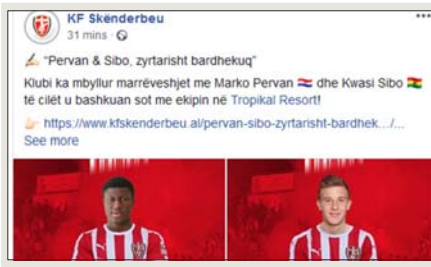 KF Skënderbeu
31 mins ·
"Pervan & Sibo, zyrtarisht bardhekuq"
Klubi ka mbyllur marrëveshjet me Marko Pervan 🇭🇷 dhe Kwasi Sibo 🇬🇭
të cilët u bashkuan sot me ekipin në Tropikal Resort!
👉🏻 https://www.kfskenderbeu.al/pervan-sibo-zyrtarisht-bardhek…/...
See more